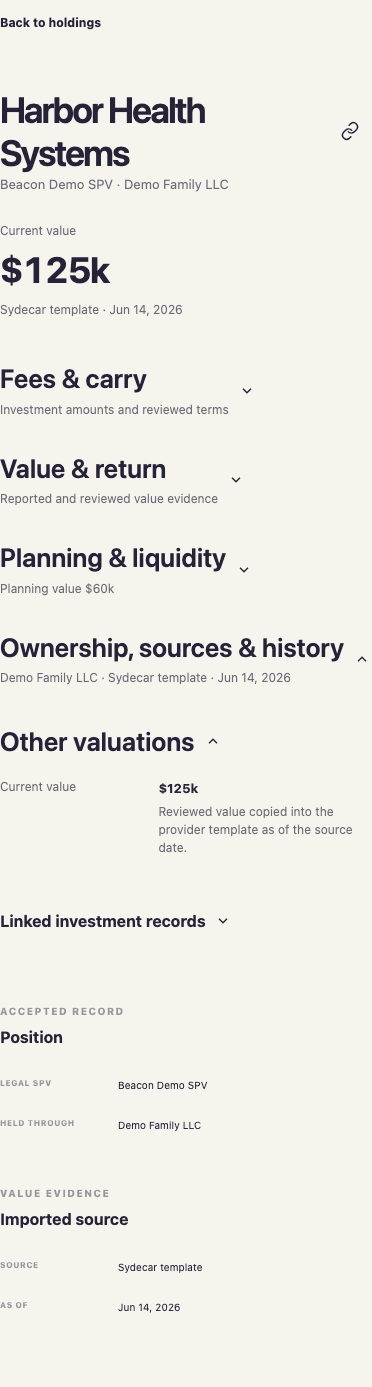 Back to holdings
Harbor Health
Systems
Beacon Demo SPV · Demo Family LLC
Current value
$125k
Sydecar template · Jun 14, 2026
Fees & carry
Investment amounts and reviewed terms
Value & return
Reported and reviewed value evidence
Planning & liquidity
Planning value $60k
Ownership, sources & history
Demo Family LLC · Sydecar template · Jun 14, 2026
Other valuations
Current value
$125k
Reviewed value copied into the
provider template as of the source
date.
Linked investment records
ACCEPTED RECORD
Position
LEGAL SPV
Beacon Demo SPV
HELD THROUGH
Demo Family LLC
VALUE EVIDENCE
Imported source
SOURCE
Sydecar template
AS OF
Jun 14, 2026